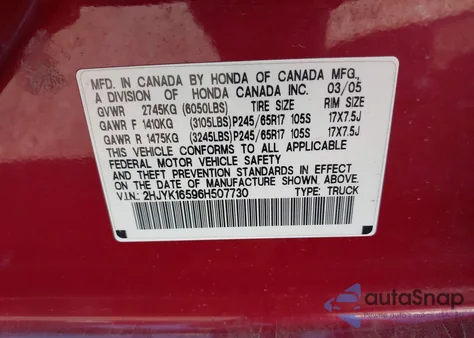 MFD. IN CANADA BY HONDA OF CANADA MFG.,
A DIVISION OF HONDA CANADA INC. 03/05
GVWR 2745KG (6050LBS) TIRE SIZE RIM SIZE
GAWR F 1410KG (3105LBS)P245/65R17 105S 17X7.5J
GAWR R 1475KG (3245LBS)P245/65R17 105S 17X7.5J
THIS VEHICLE CONFORMS TO ALL APPLICABLE
FEDERAL MOTOR VEHICLE SAFETY
AND THEFT PREVENTION STANDARDS IN EFFECT
ON THE DATE OF MANUFACTURE SHOWN ABOVE.
V.I.N.: 2HJYK16596H507730 TYPE: TRUCK
autoSnap